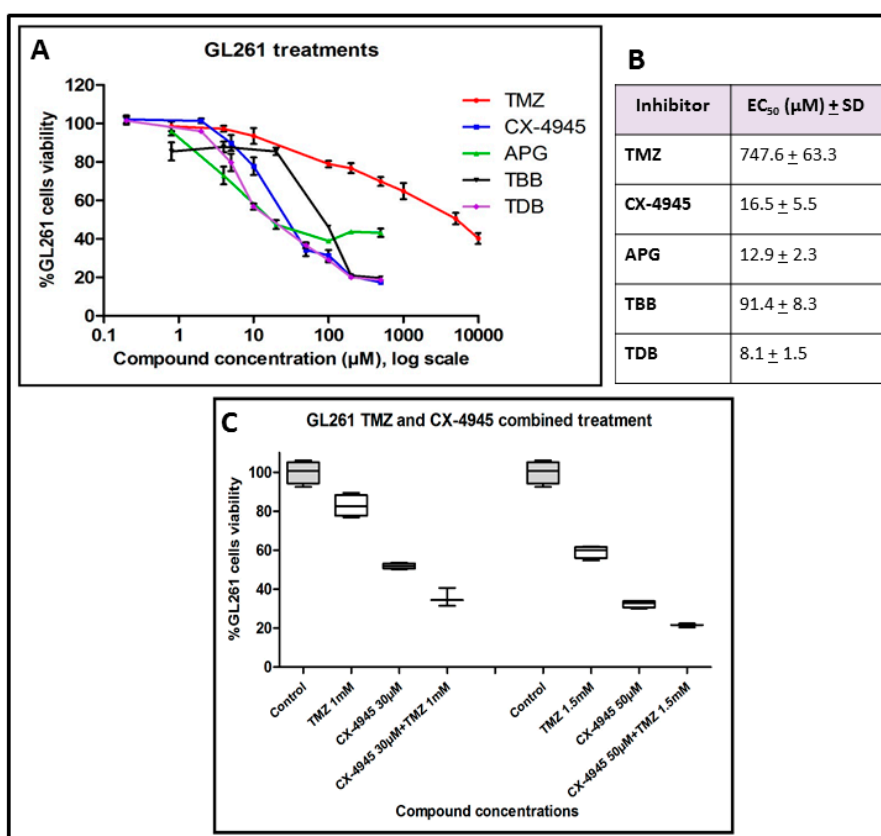 A
GL261 treatments
%GL261 cells viability
120
100
80
60
40
20
0
0.1
1
10
100
1000
10000
Compound concentration (µM), log scale
TMZ
CX-4945
APG
TBB
TDB
B
Inhibitor EC₅₀ (µM) ± SD
TMZ 747.6 ± 63.3
CX-4945 16.5 ± 5.5
APG 12.9 ± 2.3
TBB 91.4 ± 8.3
TDB 8.1 ± 1.5
C
GL261 TMZ and CX-4945 combined treatment
%GL261 cells viability
100
80
60
40
20
0
Control
TMZ 1mM
CX-4945 30µM
CX-4945 30µM+TMZ 1mM
Control
TMZ 1.5mM
CX-4945 50µM
CX-4945 50µM+TMZ 1.5mM
Compound concentrations